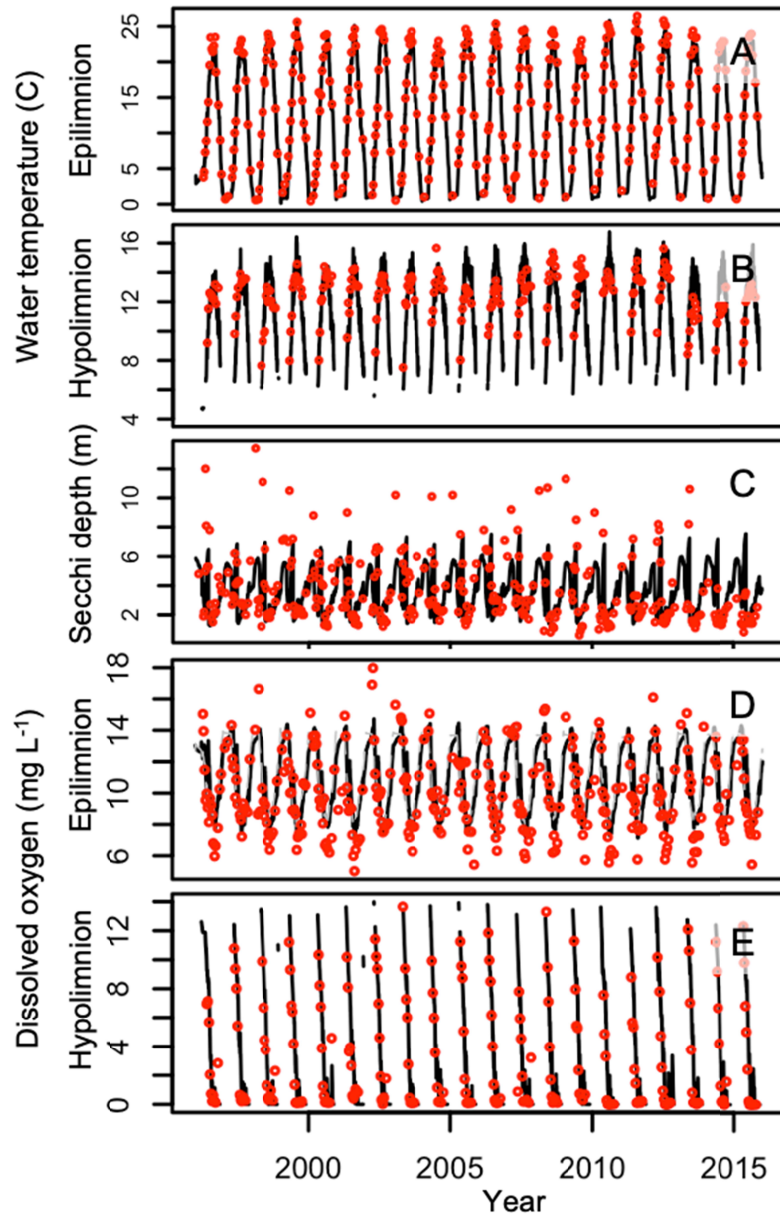 Water temperature (C)
Epilimnion
25
15
5
0
A
Hypolimnion
16
12
8
4
B
Secchi depth (m)
10
6
2
C
Dissolved oxygen (mg L-1)
Epilimnion
18
14
10
6
D
Hypolimnion
12
8
4
0
E
2000 2005 2010 2015
Year